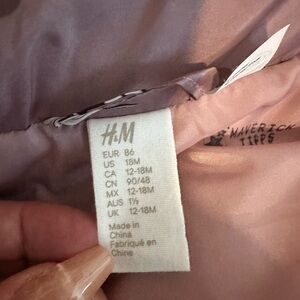 H&M
EUR 86
US 18M
CA 12-18M
CN 90/48
MX 12-18M
AUS 1½
UK 12-18M
Made in
China
Fabriqué en
Chine
MAVERICK
TIPPS